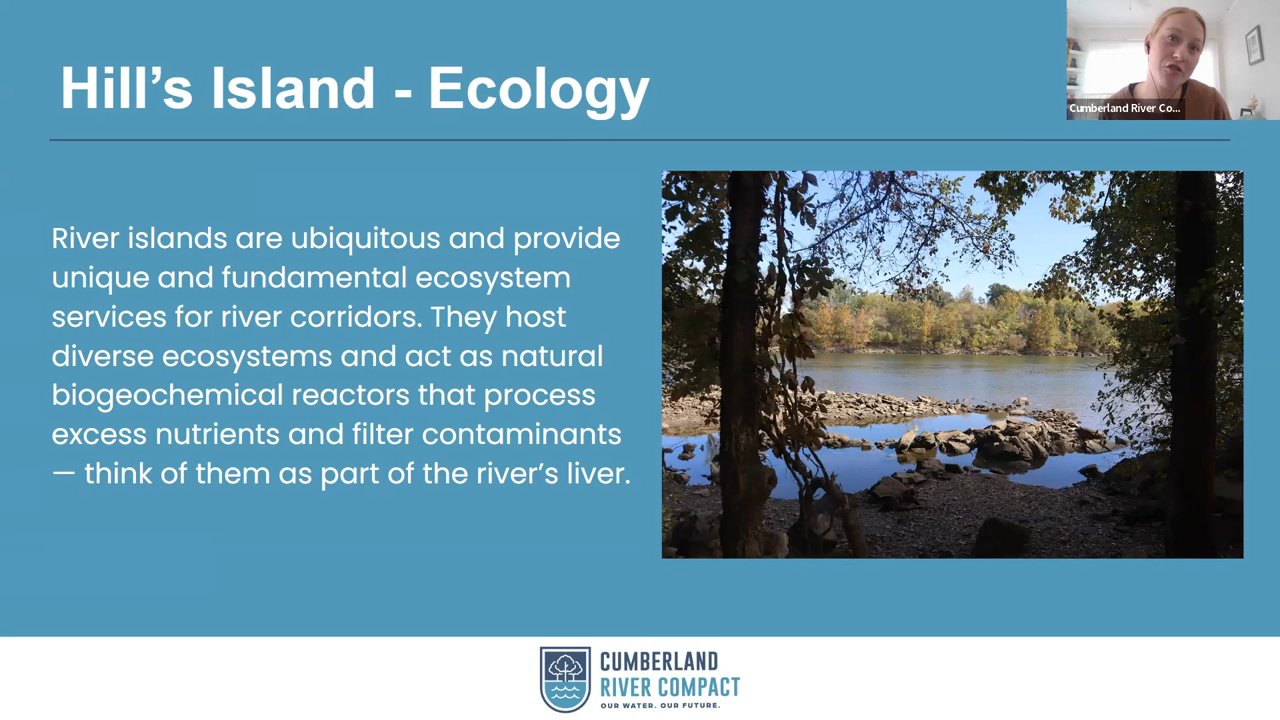 Hill’s Island - Ecology
Cumberland River Co...
River islands are ubiquitous and provide
unique and fundamental ecosystem
services for river corridors. They host
diverse ecosystems and act as natural
biogeochemical reactors that process
excess nutrients and filter contaminants
— think of them as part of the river’s liver.
CUMBERLAND
RIVER COMPACT
OUR WATER. OUR FUTURE.